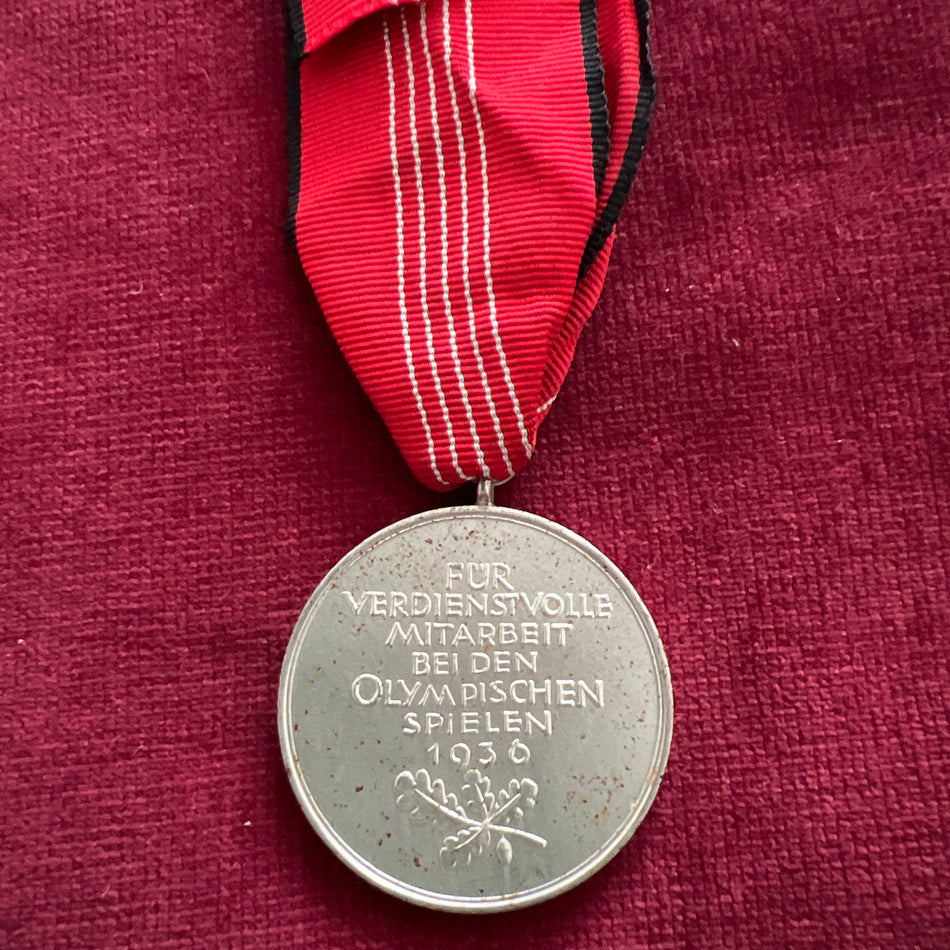 FÜR
VERDIENSTVOLLE
MITARBEIT
BEI DEN
OLYMPISCHEN
SPIELEN
1936